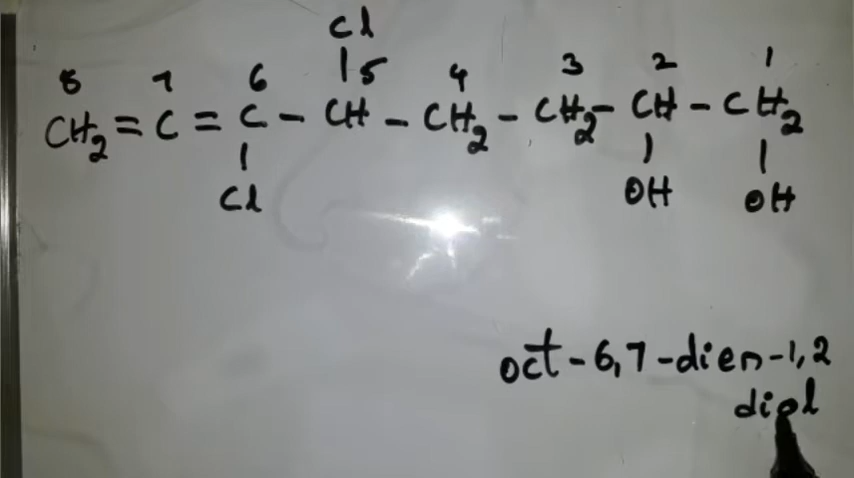 Cl
8 7 6 5 4 3 2 1
CH₂ = C = C - CH - CH₂ - CH₂ - CH - CH₂
Cl OH OH
oct-6,7-dien-1,2
diol